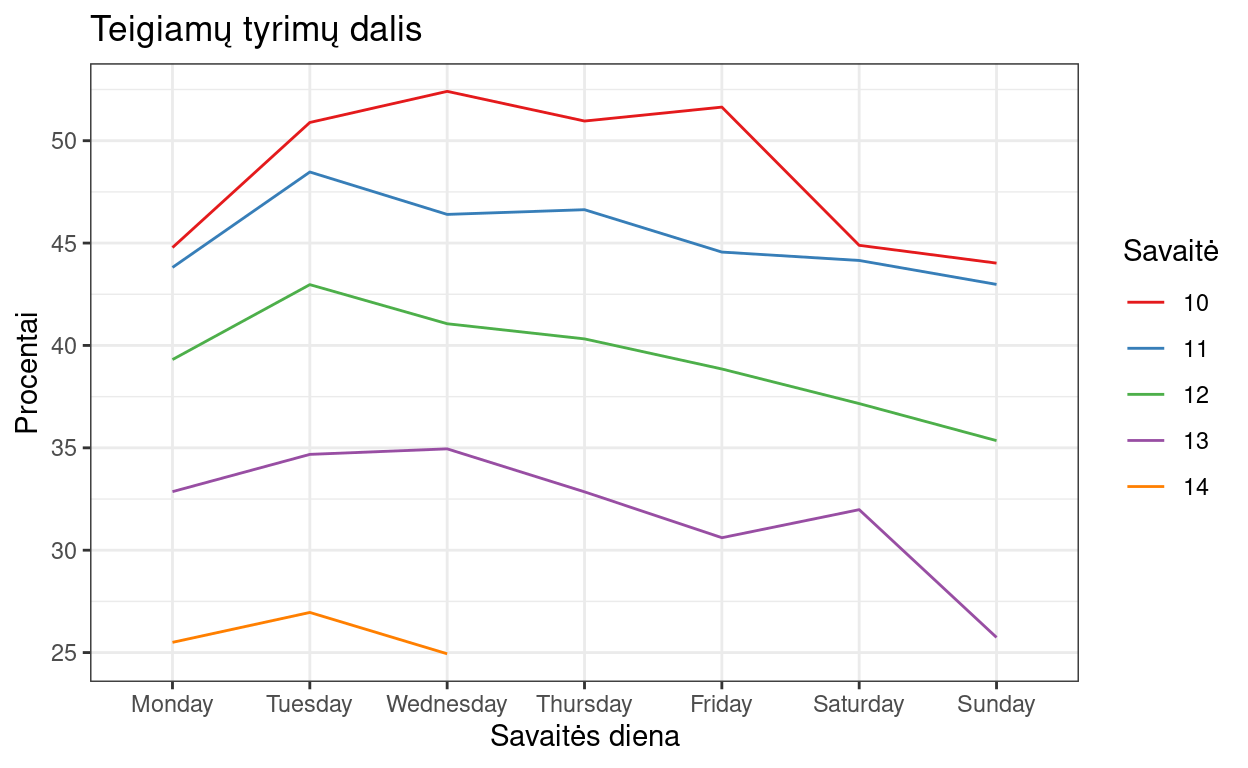 Teigiamų tyrimų dalis
Procentai
50
45
40
35
30
25
Monday Tuesday Wednesday Thursday Friday Saturday Sunday
Savaitės diena
Savaitė
10
11
12
13
14